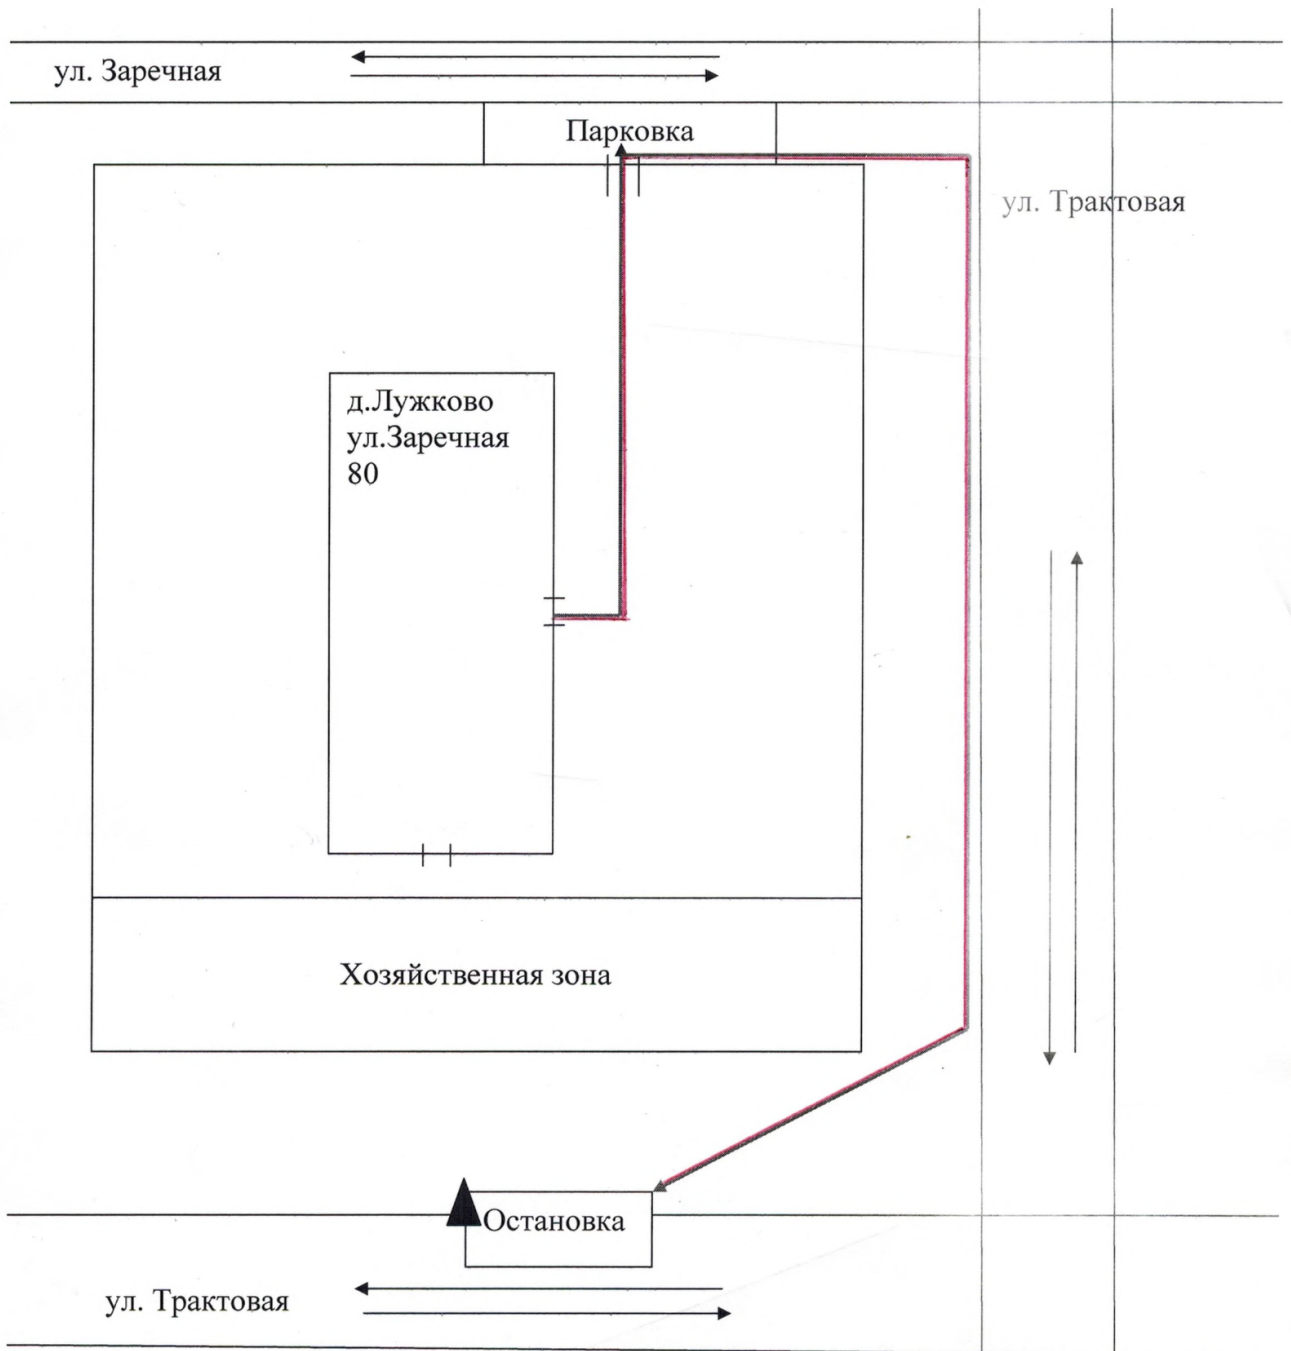 ул. Заречная
Парковка
ул. Трактовая
д.Лужково
ул.Заречная
80
Хозяйственная зона
Остановка
ул. Трактовая